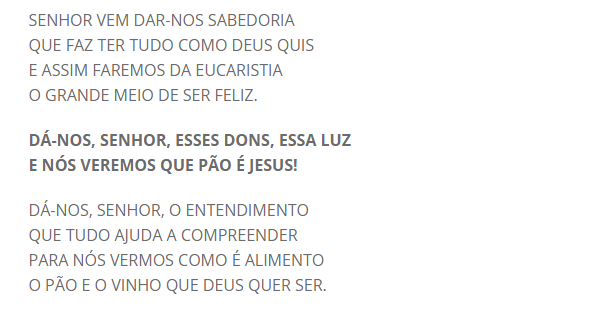 SENHOR VEM DAR-NOS SABEDORIA
QUE FAZ TER TUDO COMO DEUS QUIS
E ASSIM FAREMOS DA EUCARISTIA
O GRANDE MEIO DE SER FELIZ.
DÁ-NOS, SENHOR, ESSES DONS, ESSA LUZ
E NÓS VEREMOS QUE PÃO É JESUS!
DÁ-NOS, SENHOR, O ENTENDIMENTO
QUE TUDO AJUDA A COMPREENDER
PARA NÓS VERMOS COMO É ALIMENTO
O PÃO E O VINHO QUE DEUS QUER SER.